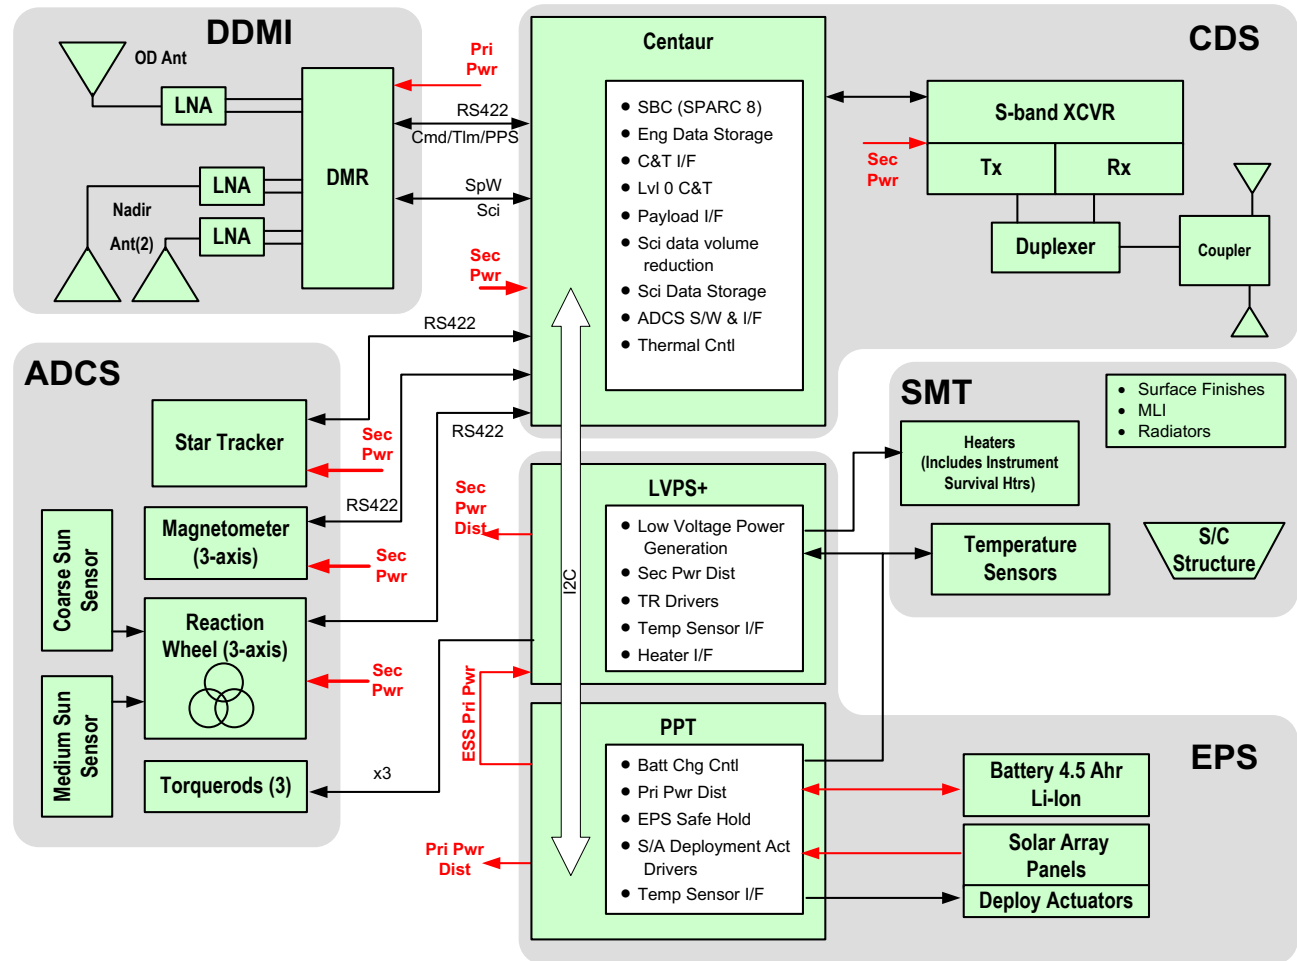 DDMI
OD Ant
LNA
LNA
Nadir
Ant(2)
LNA
DMR
Pri
Pwr
RS422
Cmd/Tlm/PPS
SpW
Sci
Sec
Pwr
CDS
Centaur
• SBC (SPARC 8)
• Eng Data Storage
• C&T I/F
• Lvl 0 C&T
• Payload I/F
• Sci data volume
reduction
• Sci Data Storage
• ADCS S/W & I/F
• Thermal Cntl
S-band XCVR
Tx
Rx
Sec
Pwr
Duplexer
Coupler
ADCS
RS422
RS422
RS422
Star Tracker
Sec
Pwr
Magnetometer
(3-axis)
Sec
Pwr
Coarse Sun
Sensor
Medium Sun
Sensor
Reaction
Wheel (3-axis)
Sec
Pwr
Torquerods (3)
x3
I2C
SMT
• Surface Finishes
• MLI
• Radiators
Heaters
(Includes Instrument
Survival Htrs)
Temperature
Sensors
S/C
Structure
LVPS+
• Low Voltage Power
Generation
• Sec Pwr Dist
• TR Drivers
• Temp Sensor I/F
• Heater I/F
Sec
Pwr
Dist
ESS Pri Pwr
EPS
PPT
• Batt Chg Cntl
• Pri Pwr Dist
• EPS Safe Hold
• S/A Deployment Act
Drivers
• Temp Sensor I/F
Pri Pwr
Dist
Battery 4.5 Ahr
Li-Ion
Solar Array
Panels
Deploy Actuators